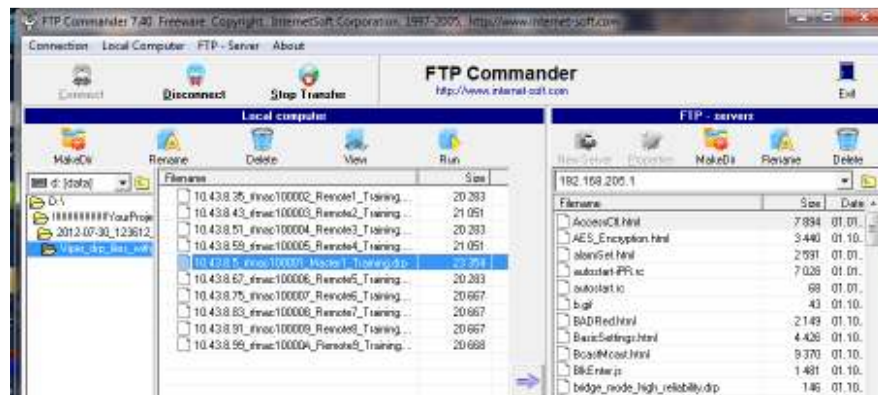 FTP Commander 7.40 Freeware Copyright InternetSoft Corporation 1997-2005, http://www.internet-soft.com
Connection Local Computer FTP - Server About
Connect Disconnect Stop Transfer FTP Commander Exit
http://www.internet-soft.com
Local computer FTP - servers
MakeDir Rename Delete View Run New Server Properties MakeDir Rename Delete
d: [data] Filename Size 192.168.205.1
D:\ 10.43.8.35_rfmac100002_Remote1_Training... 20 283 Filename Size Date
10.43.8.43_rfmac100003_Remote2_Training... 21 051 AccessCtl.html 7 894 01.01.
2012-07-30_123612_ 10.43.8.51_rfmac100004_Remote3_Training... 20 283 AES_Encryption.html 3 440 01.10.
10.43.8.59_rfmac100005_Remote4_Training... 21 051 alarmSet.html 2 591 01.01.
10.43.8.5_rfmac100001_Master1_Training.drp 23 354 autostart-iPR.rc 7 028 01.01.
10.43.8.67_rfmac100006_Remote5_Training... 20 283 autostart.rc 68 01.01.
10.43.8.75_rfmac100007_Remote6_Training... 20 667 b.gif 43 01.10.
10.43.8.83_rfmac100008_Remote7_Training... 20 667 BADRed.html 2 149 01.10.
10.43.8.91_rfmac100009_Remote8_Training... 20 667 BasicSettings.html 4 426 01.10.
10.43.8.99_rfmac10000A_Remote9_Training... 20 668 BcastMcast.html 9 370 01.10.
BlkEnter.js 1 481 01.10.
bridge_mode_high_reliability.drp 146 01.10.